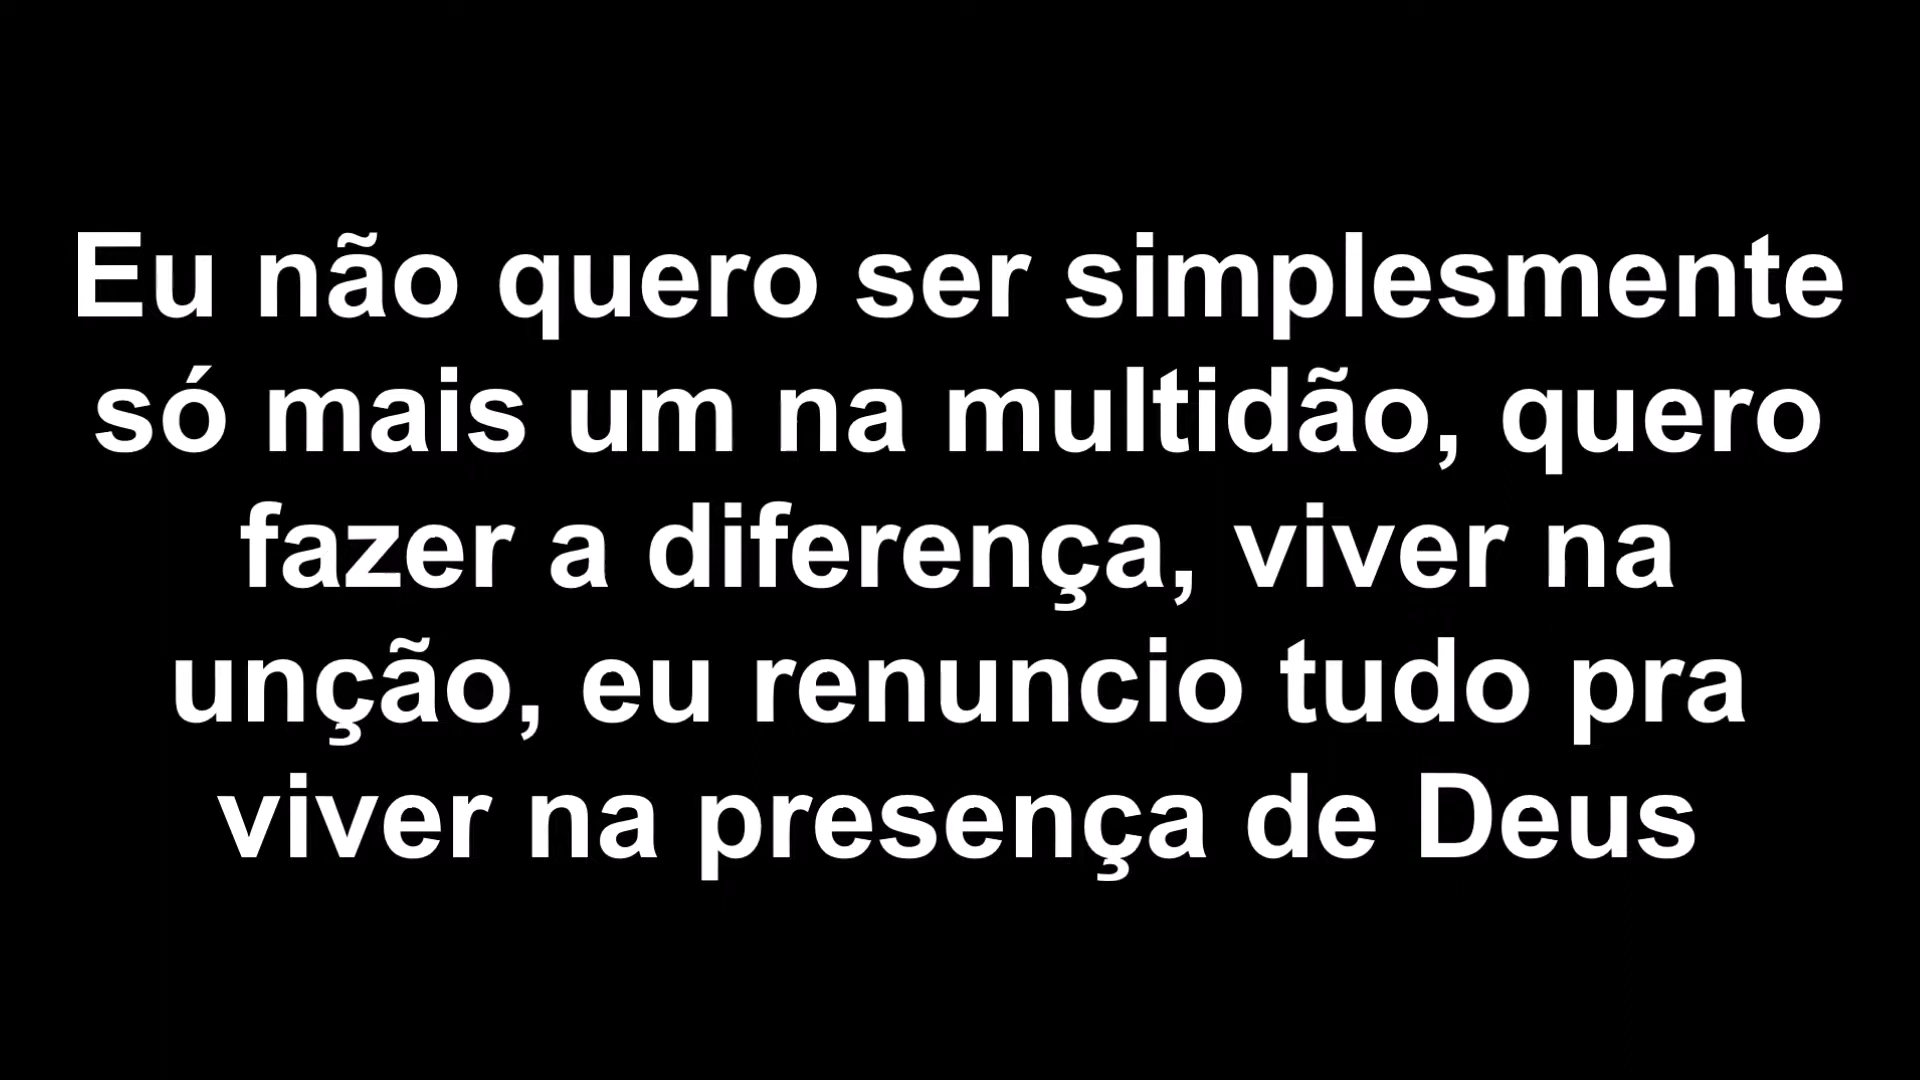 Eu não quero ser simplesmente
só mais um na multidão, quero
fazer a diferença, viver na
unção, eu renuncio tudo pra
viver na presença de Deus